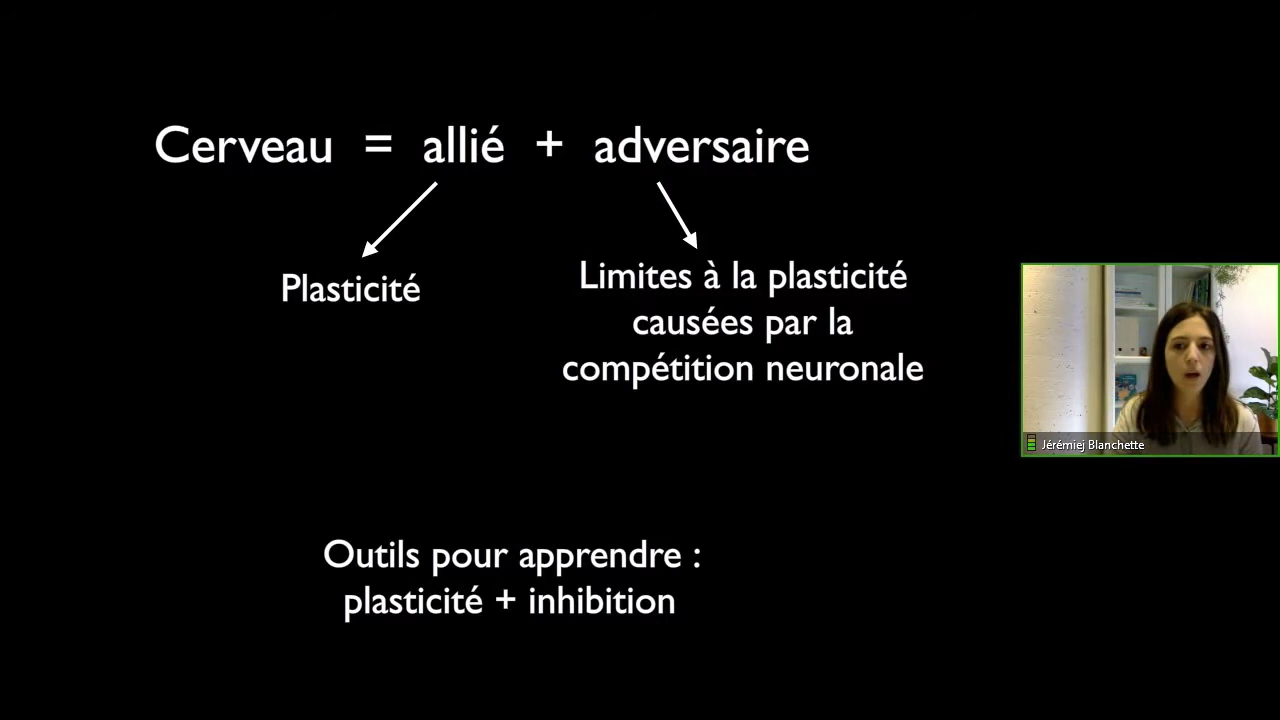 Cerveau = allié + adversaire
Plasticité
Limites à la plasticité
causées par la
compétition neuronale
Jérémiej Blanchette
Outils pour apprendre :
plasticité + inhibition